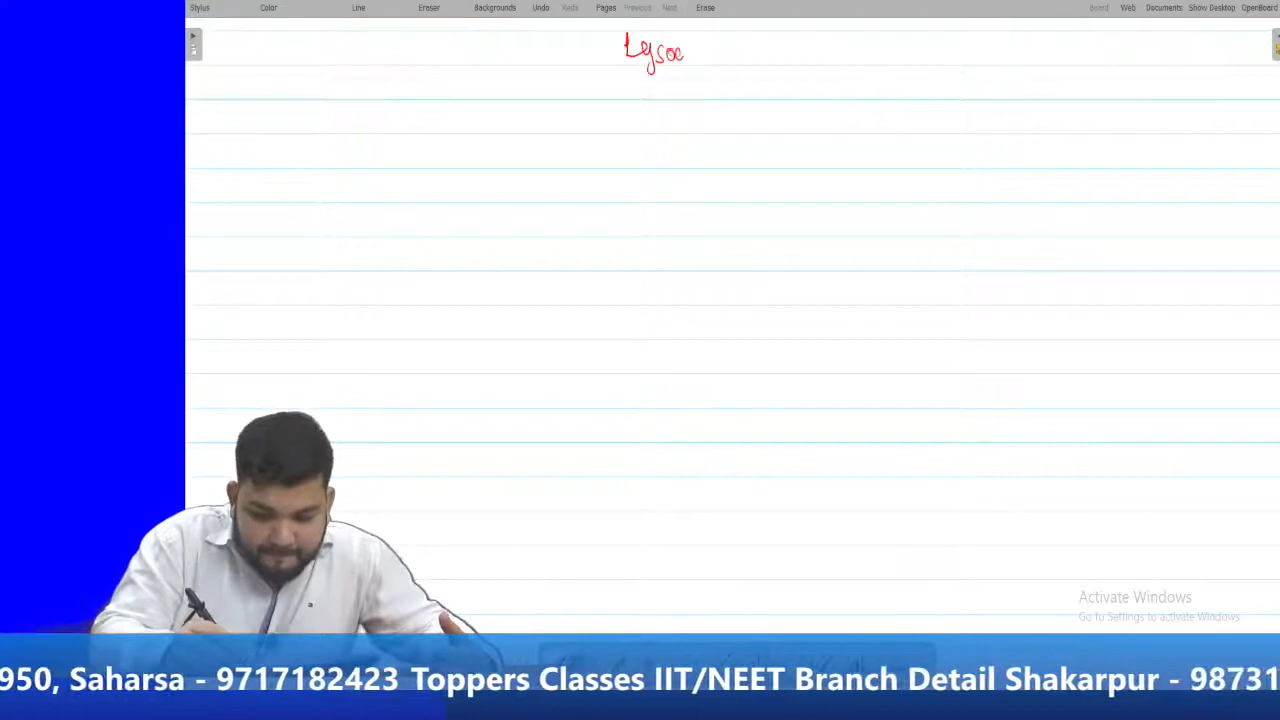 Stylus Color Line Eraser Backgrounds Undo Redo Pages Previous Next Erase Board Web Documents Show Desktop OpenBoard
Lysoo
Activate Windows
Go to Settings to activate Windows.
950, Saharsa - 9717182423 Toppers Classes IIT/NEET Branch Detail Shakarpur - 98731